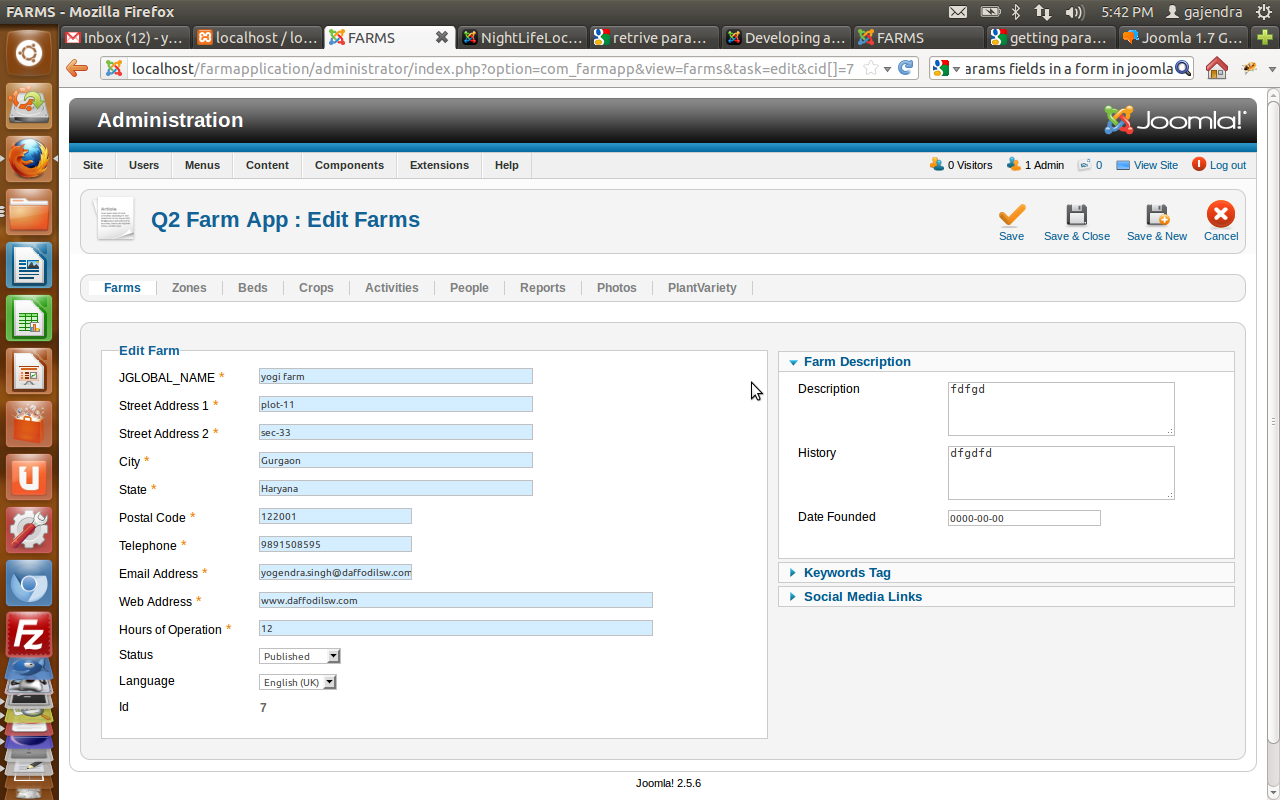 FARMS - Mozilla Firefox
5:42 PM gajendra
Inbox (12) - y... localhost / lo... FARMS NightLifeLoc... retrive para... Developing a... FARMS getting para... Joomla 1.7 G...
localhost/farmapplication/administrator/index.php?option=com_farmapp&view=farms&task=edit&cid[]=7 arams fields in a form in joomla
Administration Joomla!
Site Users Menus Content Components Extensions Help 0 Visitors 1 Admin 0 View Site Log out
Q2 Farm App : Edit Farms
Save Save & Close Save & New Cancel
Farms Zones Beds Crops Activities People Reports Photos PlantVariety
Edit Farm
JGLOBAL_NAME * yogi farm
Street Address 1 * plot-11
Street Address 2 * sec-33
City * Gurgaon
State * Haryana
Postal Code * 122001
Telephone * 9891508595
Email Address * yogendra.singh@daffodilsw.com
Web Address * www.daffodilsw.com
Hours of Operation * 12
Status Published
Language English (UK)
Id 7
Farm Description
Description fdfgd
History dfgdfd
Date Founded 0000-00-00
Keywords Tag
Social Media Links
Joomla! 2.5.6